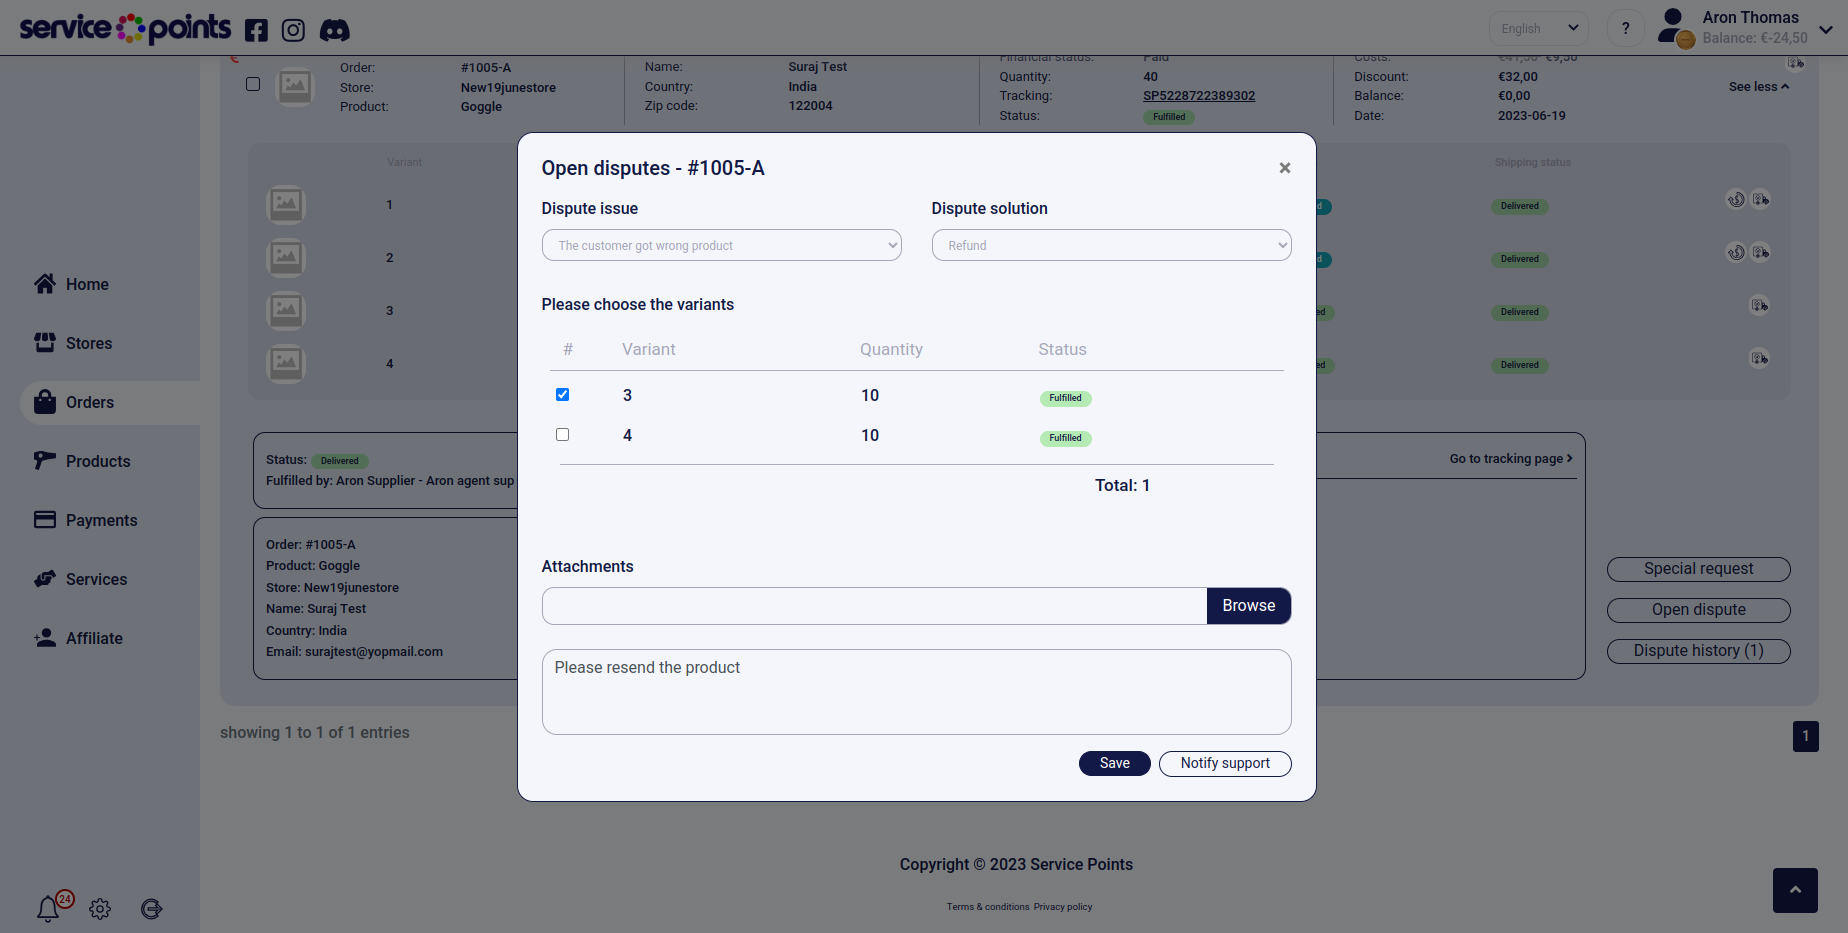 service points
English
?
Aron Thomas
Balance: €-24,50
Home
Stores
Orders
Products
Payments
Services
Affiliate
24
€
Order: #1005-A
Store: New19junestore
Product: Goggle
Name: Suraj Test
Country: India
Zip code: 122004
Financial status: Paid
Quantity: 40
Tracking: SP5228722389302
Status: Fulfilled
Costs: €41,50 €9,50
Discount: €32,00
Balance: €0,00
Date: 2023-06-19
See less
Variant
Shipping status
1
Delivered
2
Delivered
3
Delivered
4
Delivered
Open disputes - #1005-A
×
Dispute issue
Dispute solution
The customer got wrong product
Refund
Please choose the variants
# Variant Quantity Status
3 10 Fulfilled
4 10 Fulfilled
Total: 1
Attachments
Browse
Please resend the product
Save
Notify support
Status: Delivered
Fulfilled by: Aron Supplier - Aron agent sup
Go to tracking page
Order: #1005-A
Product: Goggle
Store: New19junestore
Name: Suraj Test
Country: India
Email: surajtest@yopmail.com
Special request
Open dispute
Dispute history (1)
showing 1 to 1 of 1 entries
1
Copyright © 2023 Service Points
Terms & conditions Privacy policy